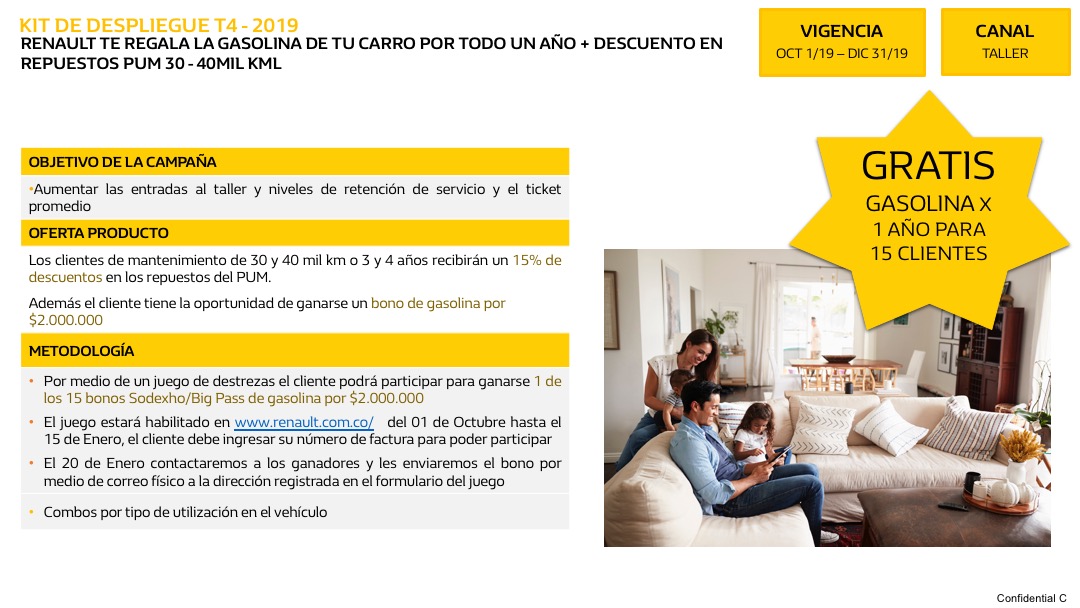 KIT DE DESPLIEGUE T4 - 2019
RENAULT TE REGALA LA GASOLINA DE TU CARRO POR TODO UN AÑO + DESCUENTO EN
REPUESTOS PUM 30 - 40MIL KML
VIGENCIA
OCT 1/19 – DIC 31/19
CANAL
TALLER
GRATIS
GASOLINA X
1 AÑO PARA
15 CLIENTES
OBJETIVO DE LA CAMPAÑA
•Aumentar las entradas al taller y niveles de retención de servicio y el ticket
promedio
OFERTA PRODUCTO
Los clientes de mantenimiento de 30 y 40 mil km o 3 y 4 años recibirán un 15% de
descuentos en los repuestos del PUM.
Además el cliente tiene la oportunidad de ganarse un bono de gasolina por
$2.000.000
METODOLOGÍA
• Por medio de un juego de destrezas el cliente podrá participar para ganarse 1 de
los 15 bonos Sodexho/Big Pass de gasolina por $2.000.000
• El juego estará habilitado en www.renault.com.co/ del 01 de Octubre hasta el
15 de Enero, el cliente debe ingresar su número de factura para poder participar
• El 20 de Enero contactaremos a los ganadores y les enviaremos el bono por
medio de correo físico a la dirección registrada en el formulario del juego
• Combos por tipo de utilización en el vehículo
Confidential C